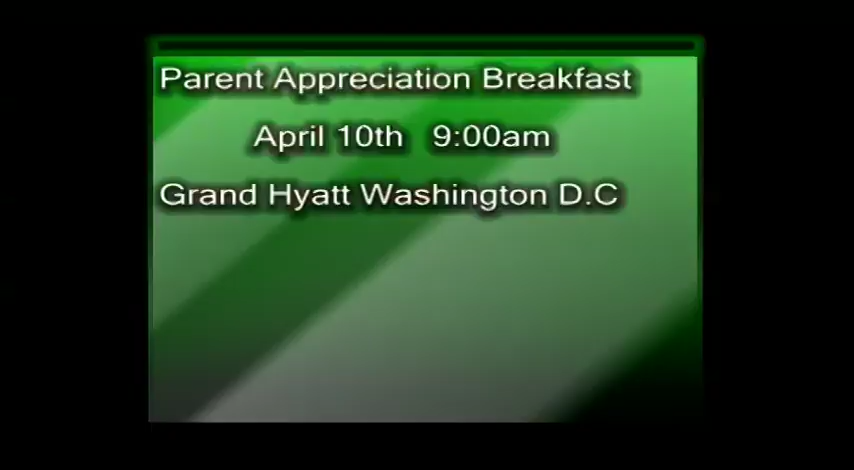 Parent Appreciation Breakfast
April 10th 9:00am
Grand Hyatt Washington D.C